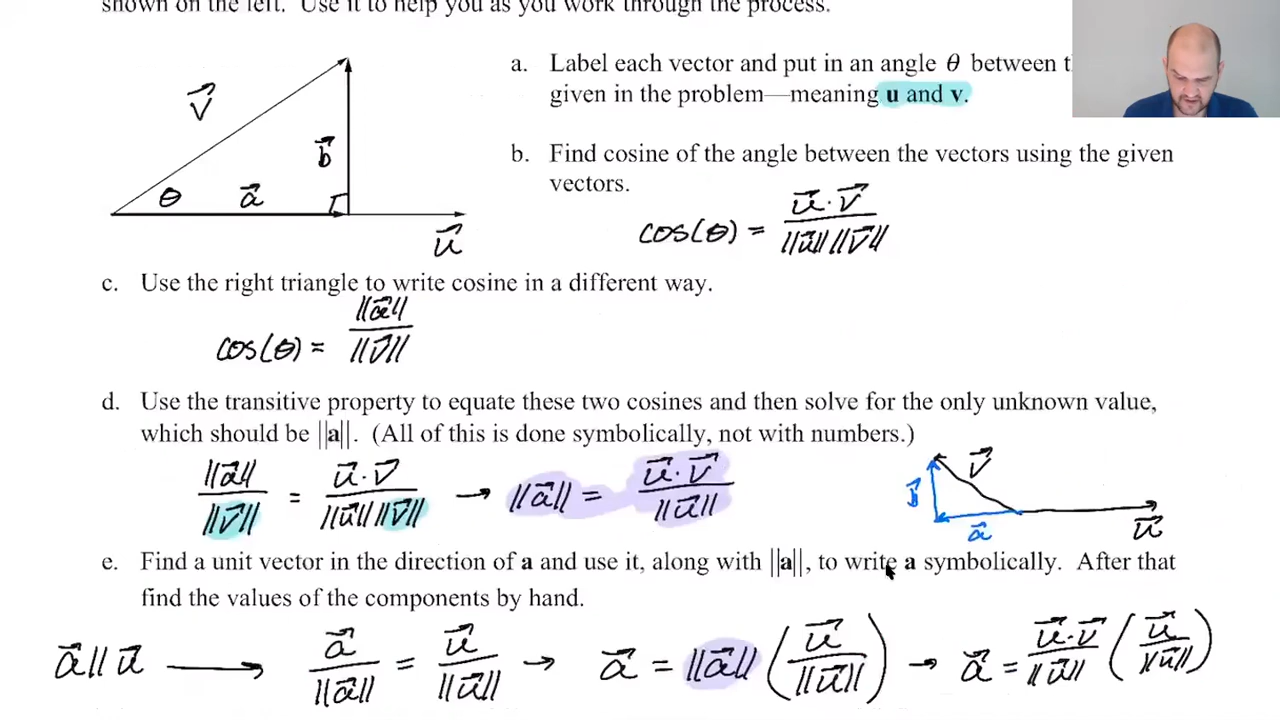 shown on the left. Use it to help you as you work through the process.
a. Label each vector and put in an angle θ between
given in the problem—meaning u and v.
b. Find cosine of the angle between the vectors using the given
vectors.
cos(θ) = u⃗·v⃗ / ‖u⃗‖‖v⃗‖
v⃗
b⃗
θ a⃗
u⃗
c. Use the right triangle to write cosine in a different way.
cos(θ) = ‖a⃗‖ / ‖v⃗‖
d. Use the transitive property to equate these two cosines and then solve for the only unknown value,
which should be ||a||. (All of this is done symbolically, not with numbers.)
‖a⃗‖ / ‖v⃗‖ = u⃗·v⃗ / ‖u⃗‖‖v⃗‖ → ‖a⃗‖ = u⃗·v⃗ / ‖u⃗‖
v⃗
b⃗
a⃗ u⃗
e. Find a unit vector in the direction of a and use it, along with ||a||, to write a symbolically. After that
find the values of the components by hand.
a⃗ ∥ u⃗ → a⃗ / ‖a⃗‖ = u⃗ / ‖u⃗‖ → a⃗ = ‖a⃗‖ (u⃗ / ‖u⃗‖) → a⃗ = u⃗·v⃗ / ‖u⃗‖ (u⃗ / ‖u⃗‖)